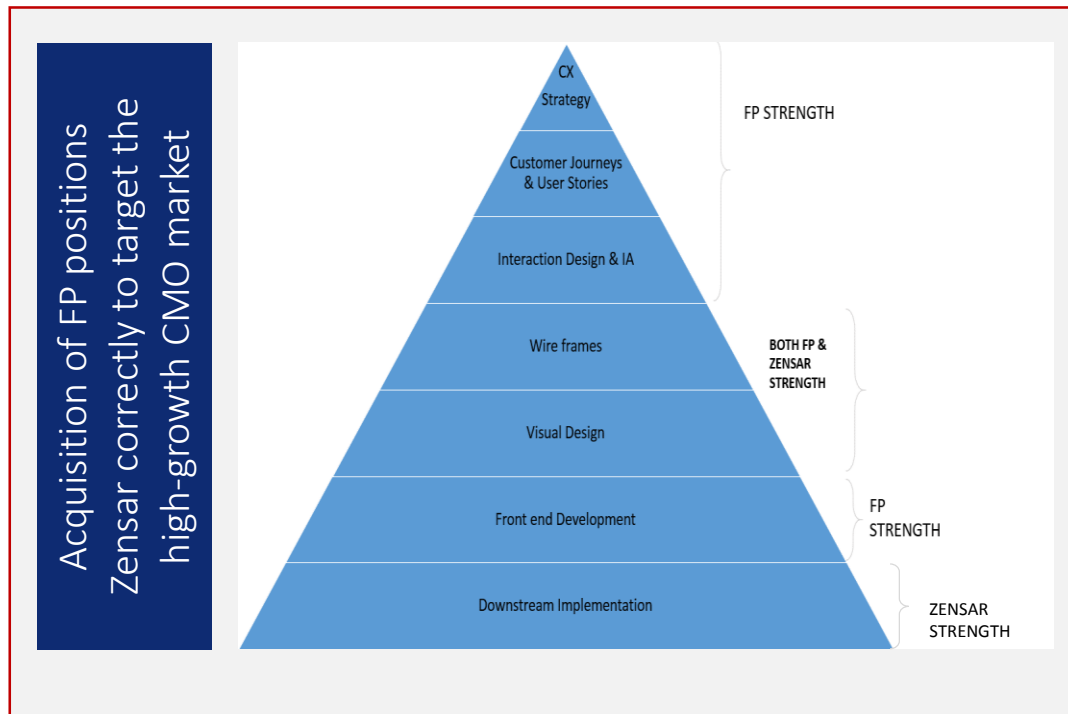 Acquisition of FP positions
Zensar correctly to target the
high-growth CMO market
CX
Strategy
FP STRENGTH
Customer Journeys
& User Stories
Interaction Design & IA
Wire frames
BOTH FP &
ZENSAR
STRENGTH
Visual Design
Front end Development
FP
STRENGTH
Downstream Implementation
ZENSAR
STRENGTH